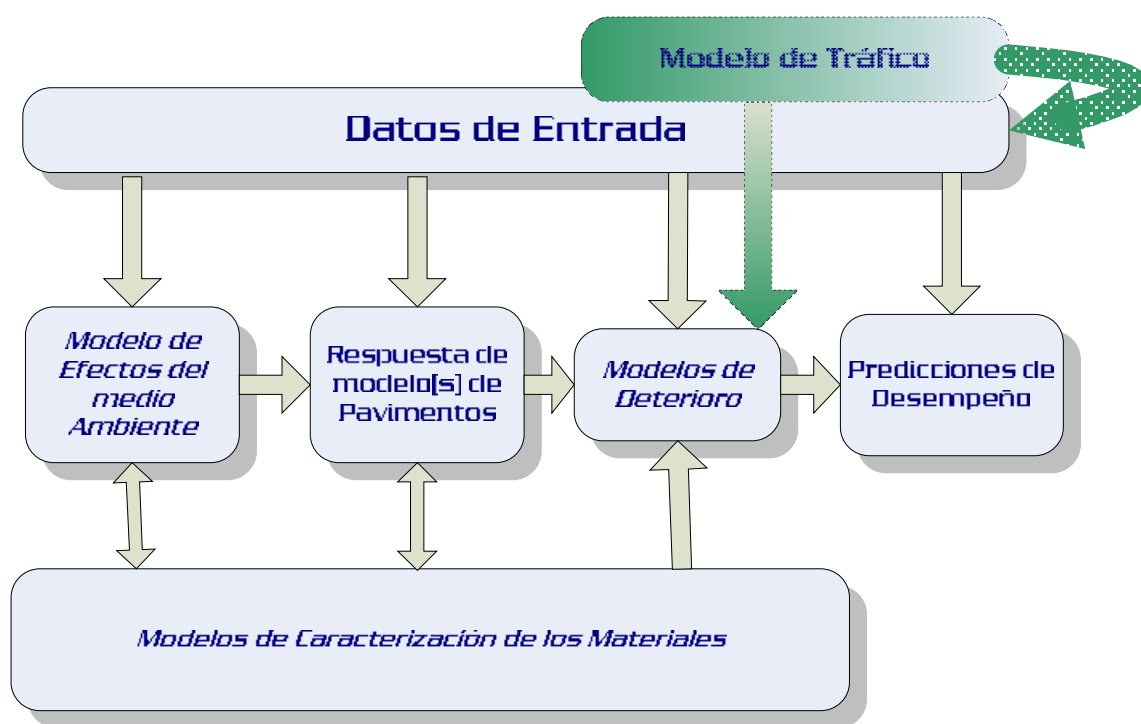 Modelo de Tráfico
Datos de Entrada
Modelo de
Efectos del
medio
Ambiente
Respuesta de
modelo[s] de
Pavimentos
Modelos de
Deterioro
Predicciones de
Desempeño
Modelos de Caracterización de los Materiales